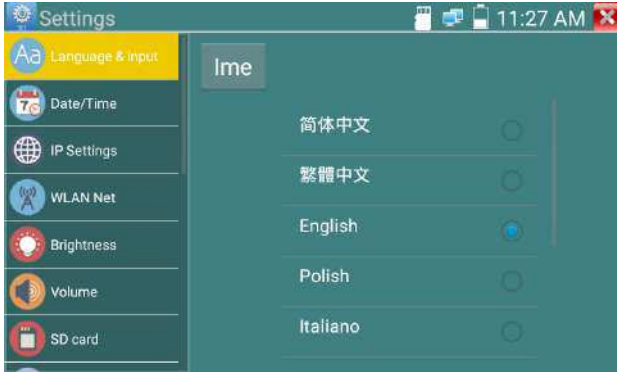 Settings
11:27 AM
Aa Language & Input
Ime
7 Date/Time
IP Settings
WLAN Net
Brightness
Volume
SD card
简体中文
繁體中文
English
Polish
Italiano